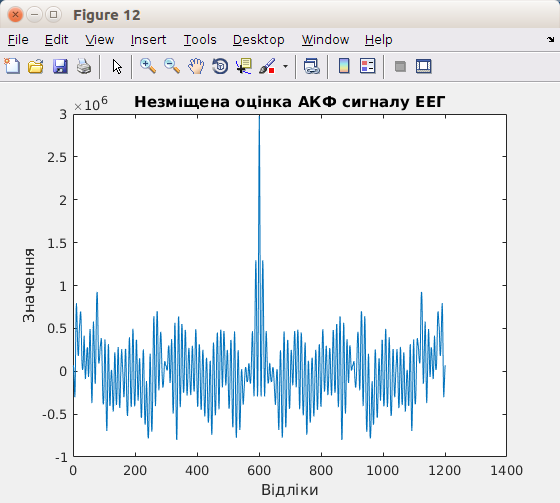 Figure 12
File Edit View Insert Tools Desktop Window Help
Незміщена оцінка АКФ сигналу ЕЕГ
×10^6
3
2.5
2
1.5
1
0.5
0
-0.5
-1
Значення
0 200 400 600 800 1000 1200 1400
Відліки